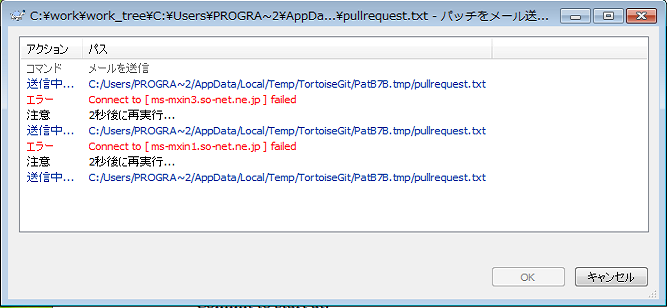 C:¥work¥work_tree¥C:¥Users¥PROGRA~2¥AppDa...¥pullrequest.txt - パッチをメール送...
アクション パス
コマンド メールを送信
送信中... C:/Users/PROGRA~2/AppData/Local/Temp/TortoiseGit/PatB7B.tmp/pullrequest.txt
エラー Connect to [ ms-mxin3.so-net.ne.jp ] failed
注意 2秒後に再実行...
送信中... C:/Users/PROGRA~2/AppData/Local/Temp/TortoiseGit/PatB7B.tmp/pullrequest.txt
エラー Connect to [ ms-mxin1.so-net.ne.jp ] failed
注意 2秒後に再実行...
送信中... C:/Users/PROGRA~2/AppData/Local/Temp/TortoiseGit/PatB7B.tmp/pullrequest.txt
OK キャンセル